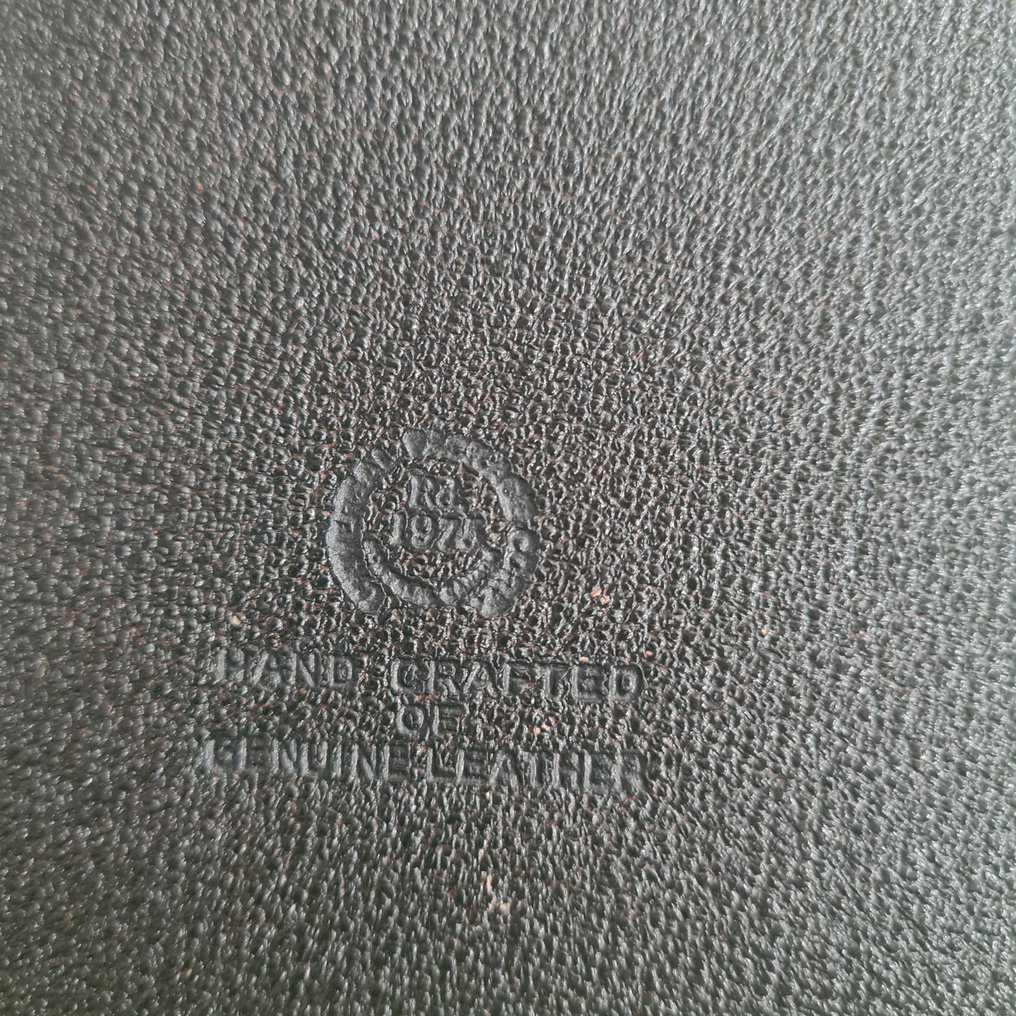 Rd
HAND CRAFTED
OF
GENUINE LEATHER